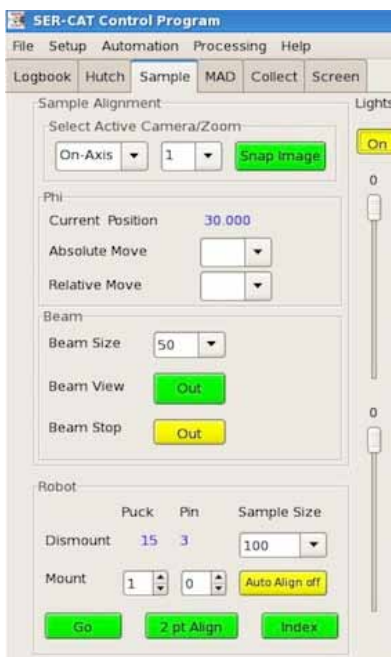 SER-CAT Control Program
File Setup Automation Processing Help
Logbook Hutch Sample MAD Collect Screen
Sample Alignment
Lights
Select Active Camera/Zoom
On-Axis 1 Snap Image
On
0
Phi
Current Position 30.000
Absolute Move
Relative Move
Beam
Beam Size 50
Beam View Out
Beam Stop Out
0
Robot
Puck Pin Sample Size
Dismount 15 3 100
Mount 1 0 Auto Align off
Go 2 pt Align Index